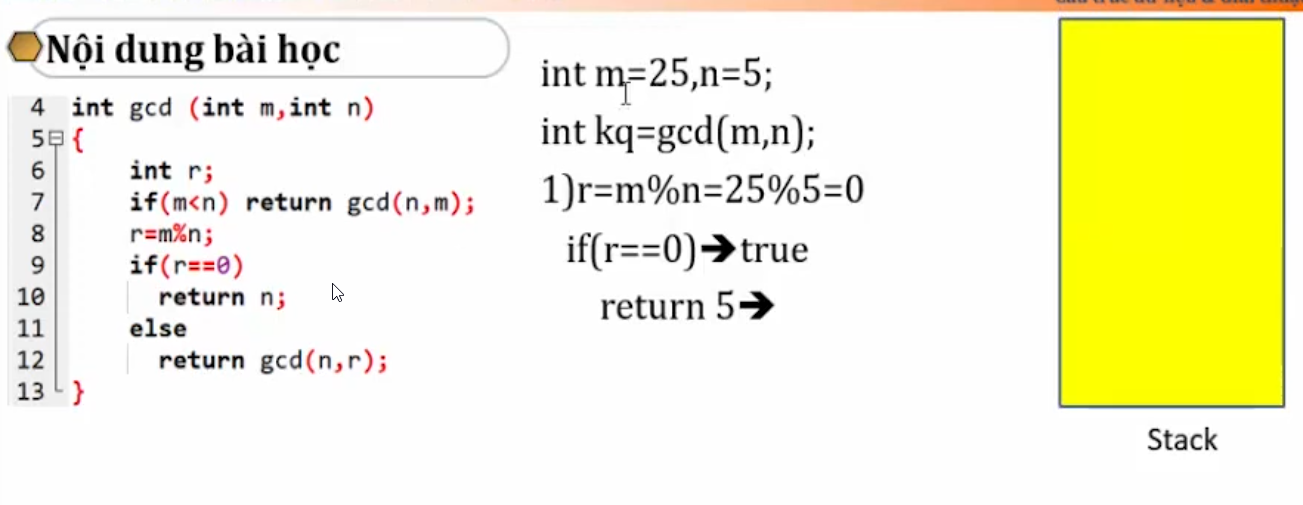 Nội dung bài học
4 int gcd (int m,int n)
5 {
6 int r;
7 if(m<n) return gcd(n,m);
8 r=m%n;
9 if(r==0)
10 return n;
11 else
12 return gcd(n,r);
13 }
int m=25,n=5;
int kq=gcd(m,n);
1)r=m%n=25%5=0
if(r==0)➔true
return 5➔
Stack